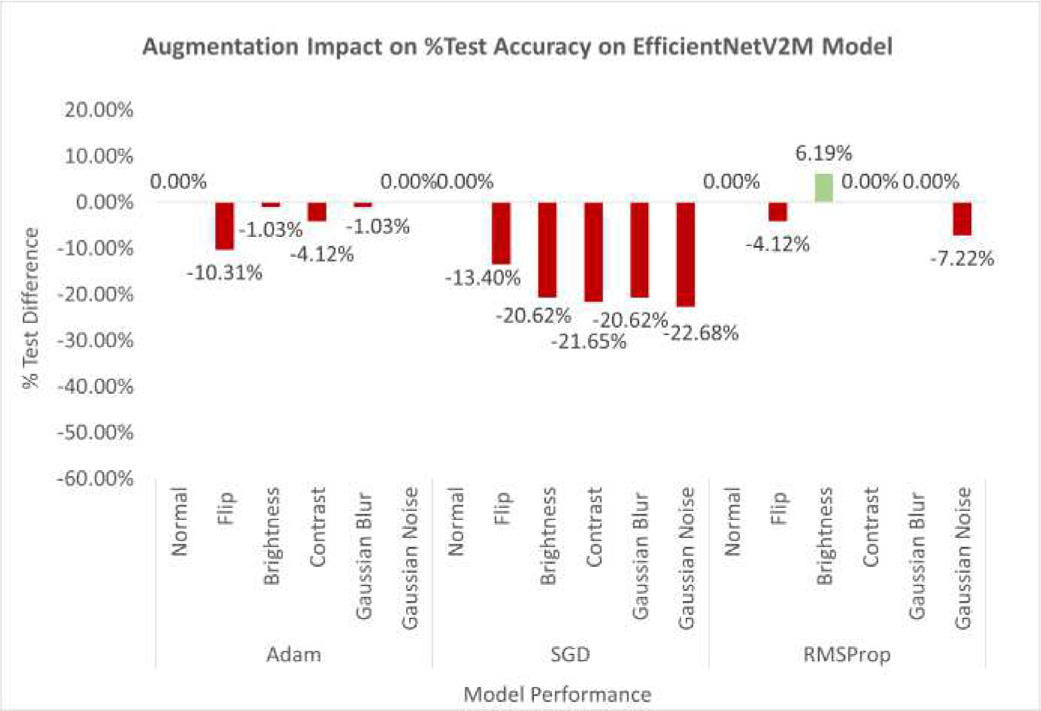 Augmentation Impact on %Test Accuracy on EfficientNetV2M Model
% Test Difference
20.00%
10.00%
0.00%
-10.00%
-20.00%
-30.00%
-40.00%
-50.00%
-60.00%
0.00%
-10.31%
-1.03%
-4.12%
-1.03%
0.00%
0.00%
-13.40%
-20.62%
-21.65%
-20.62%
-22.68%
0.00%
-4.12%
6.19%
0.00%
0.00%
-7.22%
Normal
Flip
Brightness
Contrast
Gaussian Blur
Gaussian Noise
Normal
Flip
Brightness
Contrast
Gaussian Blur
Gaussian Noise
Normal
Flip
Brightness
Contrast
Gaussian Blur
Gaussian Noise
Adam
SGD
RMSProp
Model Performance